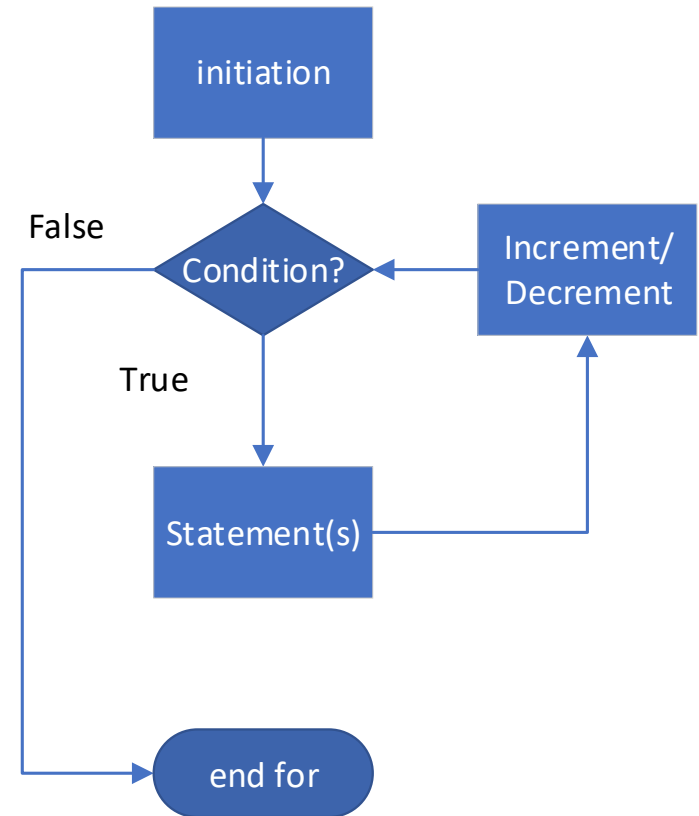 initiation
False
Condition?
Increment/
Decrement
True
Statement(s)
end for